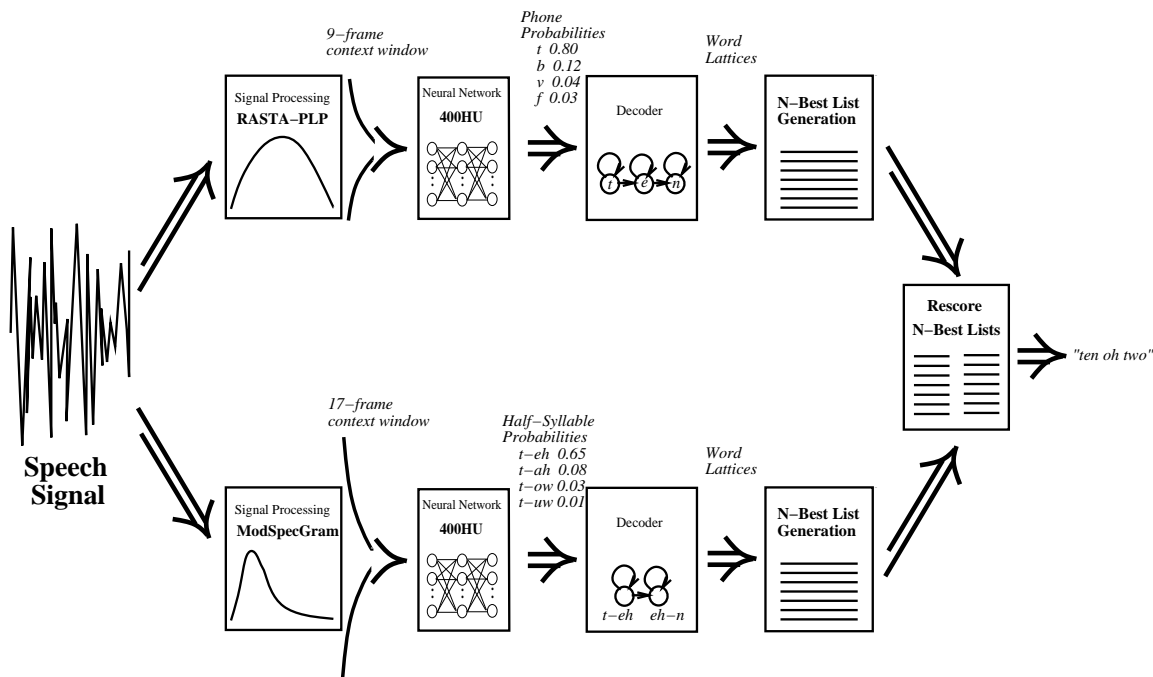 9−frame
context window
Phone
Probabilities
t 0.80
b 0.12
v 0.04
f 0.03
Word
Lattices
Signal Processing
RASTA−PLP
Neural Network
400HU
Decoder
t e n
N−Best List
Generation
Rescore
N−Best Lists
"ten oh two"
Speech
Signal
17−frame
context window
Half−Syllable
Probabilities
t−eh 0.65
t−ah 0.08
t−ow 0.03
t−uw 0.01
Word
Lattices
Signal Processing
ModSpecGram
Neural Network
400HU
Decoder
t−eh eh−n
N−Best List
Generation